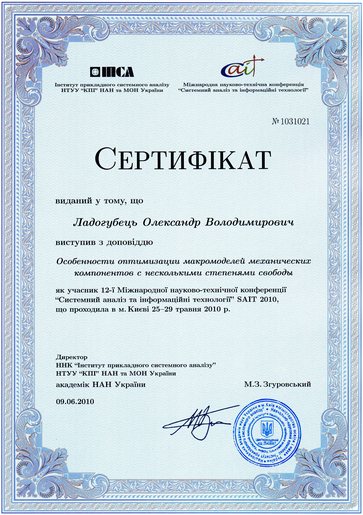 ІПСА
Інститут прикладного системного аналізу
НТУУ "КПІ" НАН та МОН України
САІТ
Міжнародна науково-технічна конференція
"Системний аналіз та інформаційні технології"
№ 1031021
СЕРТИФІКАТ
виданий у тому, що
Ладогубець Олександр Володимирович
виступив з доповіддю
Особенности оптимизации макромоделей механических
компонентов с несколькими степенями свободы
як учасник 12-ї Міжнародної науково-технічної конференції
"Системний аналіз та інформаційні технології" SAIT 2010,
що проходила в м. Києві 25–29 травня 2010 р.
Директор
ННК "Інститут прикладного системного аналізу"
НТУУ "КПІ" НАН та МОН України
академік НАН України
М.З. Згуровський
09.06.2010